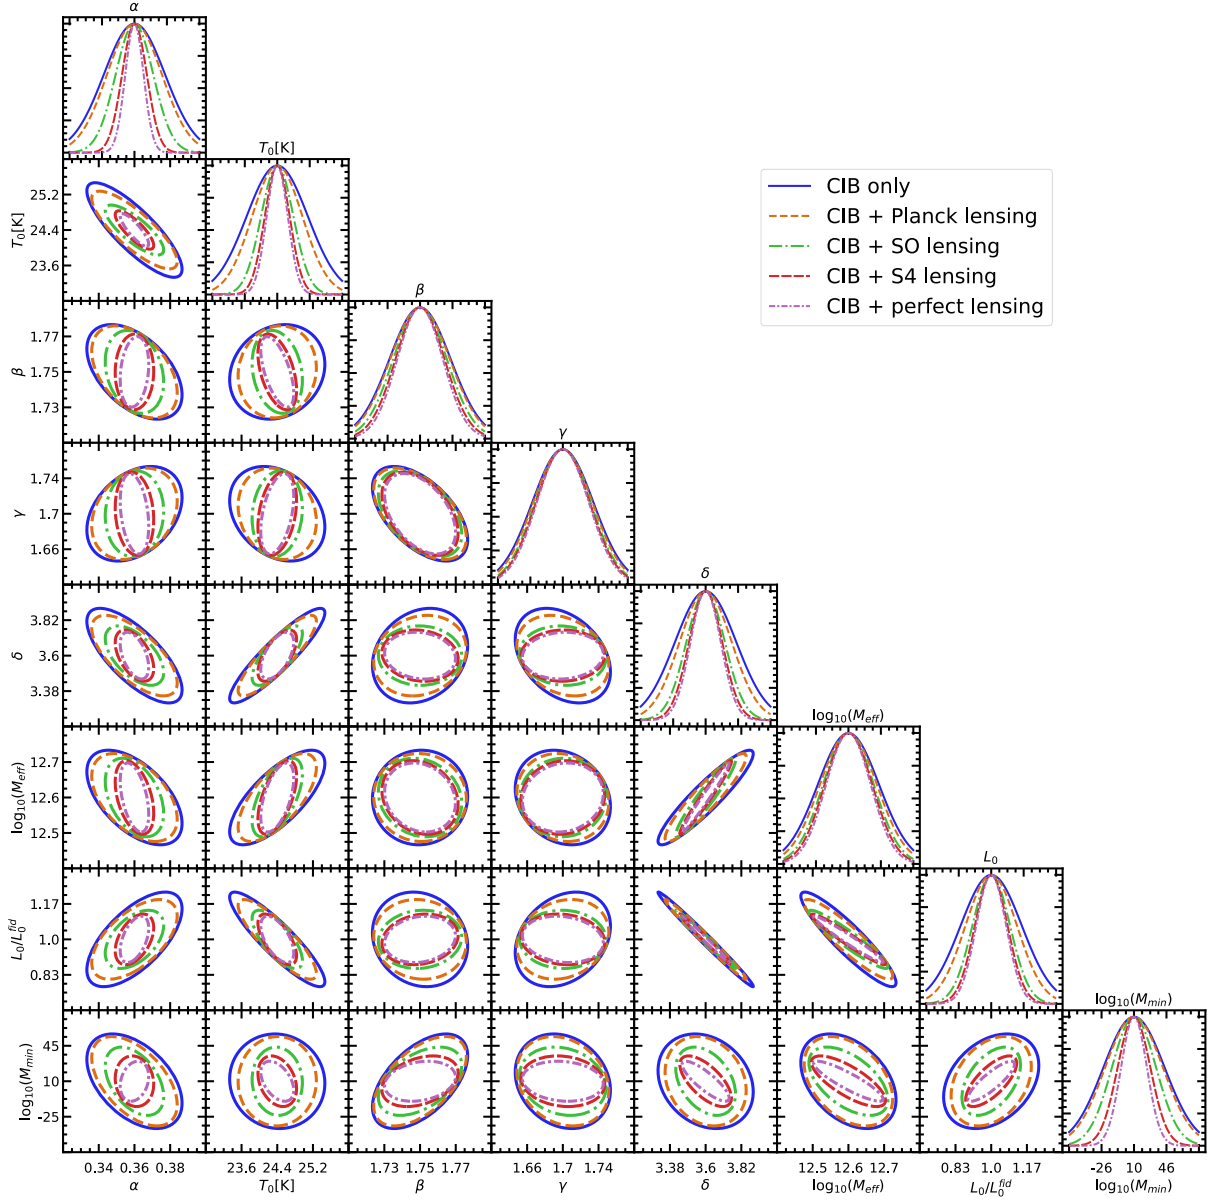 α
T₀[K]
CIB only
CIB + Planck lensing
CIB + SO lensing
CIB + S4 lensing
CIB + perfect lensing
25.2
24.4
23.6
T₀[K]
β
1.77
1.75
1.73
β
γ
1.74
1.7
1.66
γ
δ
3.82
3.6
3.38
δ
log₁₀(M_eff)
12.7
12.6
12.5
log₁₀(M_eff)
L₀
1.17
1.0
0.83
L₀/L₀^fid
log₁₀(M_min)
45
10
-25
log₁₀(M_min)
0.34 0.36 0.38 23.6 24.4 25.2 1.73 1.75 1.77 1.66 1.7 1.74 3.38 3.6 3.82 12.5 12.6 12.7 0.83 1.0 1.17 -26 10 46
α T₀[K] β γ δ log₁₀(M_eff) L₀/L₀^fid log₁₀(M_min)